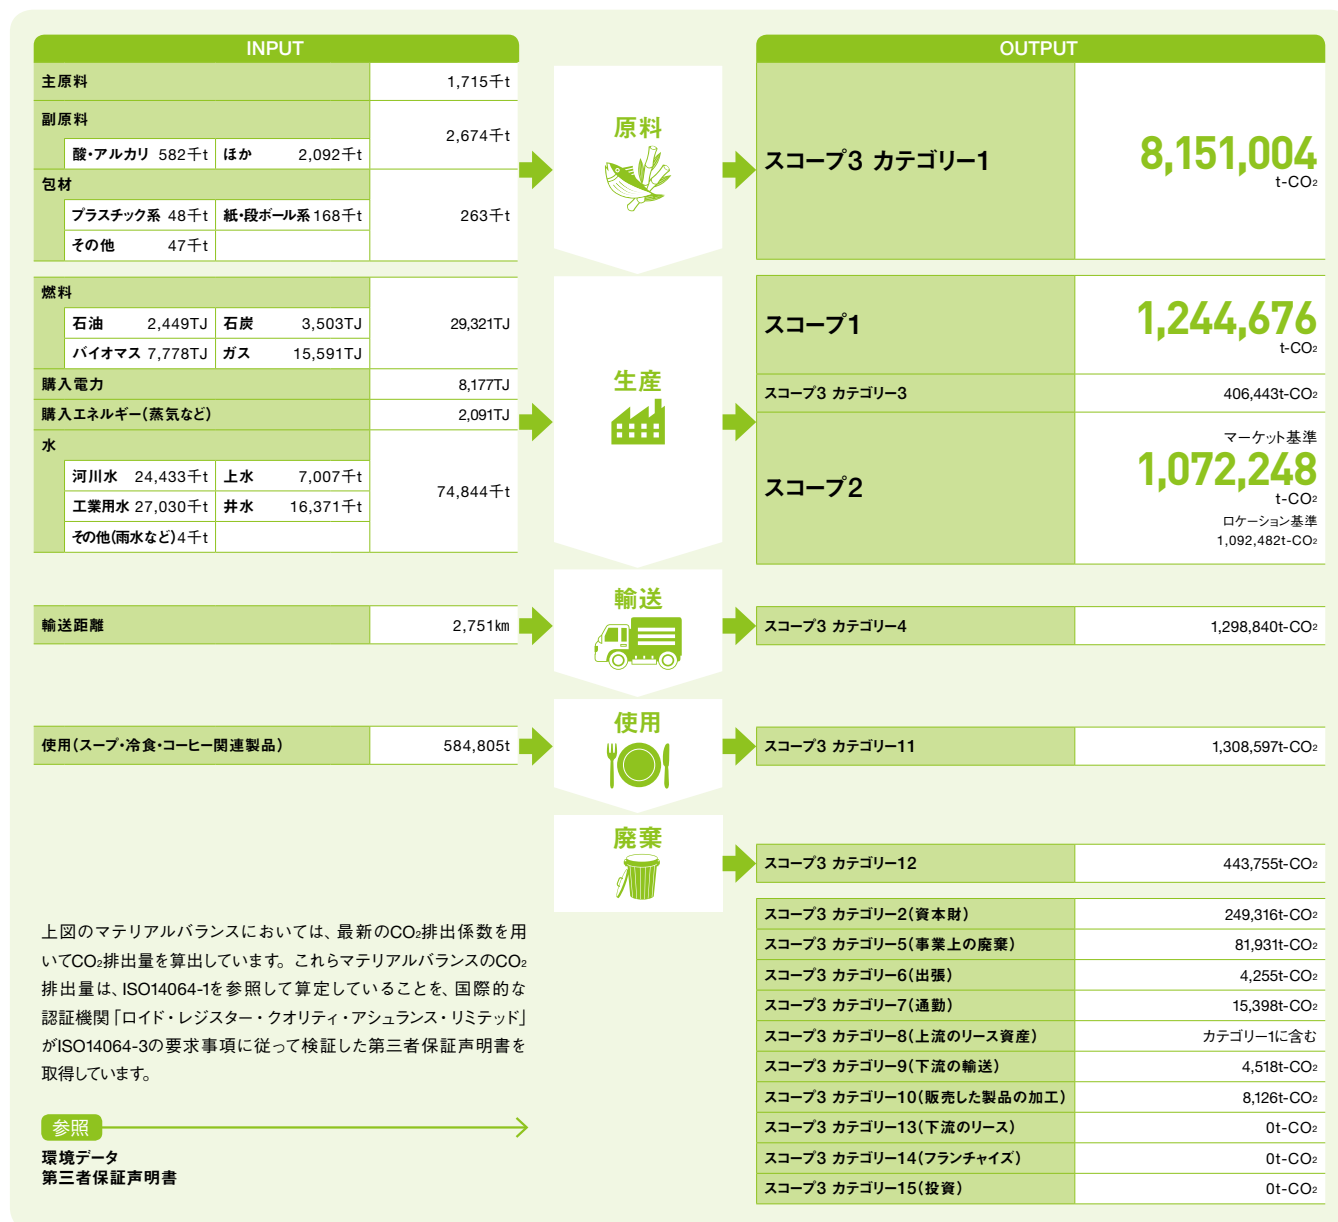 INPUT
主原料 1,715千t
副原料 2,674千t
酸・アルカリ 582千t ほか 2,092千t
包材 263千t
プラスチック系 48千t 紙・段ボール系 168千t
その他 47千t
燃料 29,321TJ
石油 2,449TJ 石炭 3,503TJ
バイオマス 7,778TJ ガス 15,591TJ
購入電力 8,177TJ
購入エネルギー(蒸気など) 2,091TJ
水 74,844千t
河川水 24,433千t 上水 7,007千t
工業用水 27,030千t 井水 16,371千t
その他(雨水など)4千t
輸送距離 2,751km
使用(スープ・冷食・コーヒー関連製品) 584,805t
原料
生産
輸送
使用
廃棄
OUTPUT
スコープ3 カテゴリー1 8,151,004
t-CO₂
スコープ1 1,244,676
t-CO₂
スコープ3 カテゴリー3 406,443t-CO₂
スコープ2
マーケット基準
1,072,248
t-CO₂
ロケーション基準
1,092,482t-CO₂
スコープ3 カテゴリー4 1,298,840t-CO₂
スコープ3 カテゴリー11 1,308,597t-CO₂
スコープ3 カテゴリー12 443,755t-CO₂
スコープ3 カテゴリー2(資本財) 249,316t-CO₂
スコープ3 カテゴリー5(事業上の廃棄) 81,931t-CO₂
スコープ3 カテゴリー6(出張) 4,255t-CO₂
スコープ3 カテゴリー7(通勤) 15,398t-CO₂
スコープ3 カテゴリー8(上流のリース資産) カテゴリー1に含む
スコープ3 カテゴリー9(下流の輸送) 4,518t-CO₂
スコープ3 カテゴリー10(販売した製品の加工) 8,126t-CO₂
スコープ3 カテゴリー13(下流のリース) 0t-CO₂
スコープ3 カテゴリー14(フランチャイズ) 0t-CO₂
スコープ3 カテゴリー15(投資) 0t-CO₂
上図のマテリアルバランスにおいては、最新のCO₂排出係数を用
いてCO₂排出量を算出しています。これらマテリアルバランスのCO₂
排出量は、ISO14064-1を参照して算定していることを、国際的な
認証機関「ロイド・レジスター・クオリティ・アシュランス・リミテッド」
がISO14064-3の要求事項に従って検証した第三者保証声明書を
取得しています。
参照
環境データ
第三者保証声明書